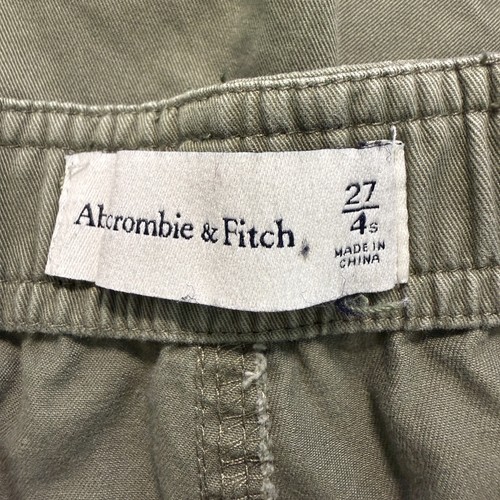 Abercrombie & Fitch
27
4s
MADE IN
CHINA